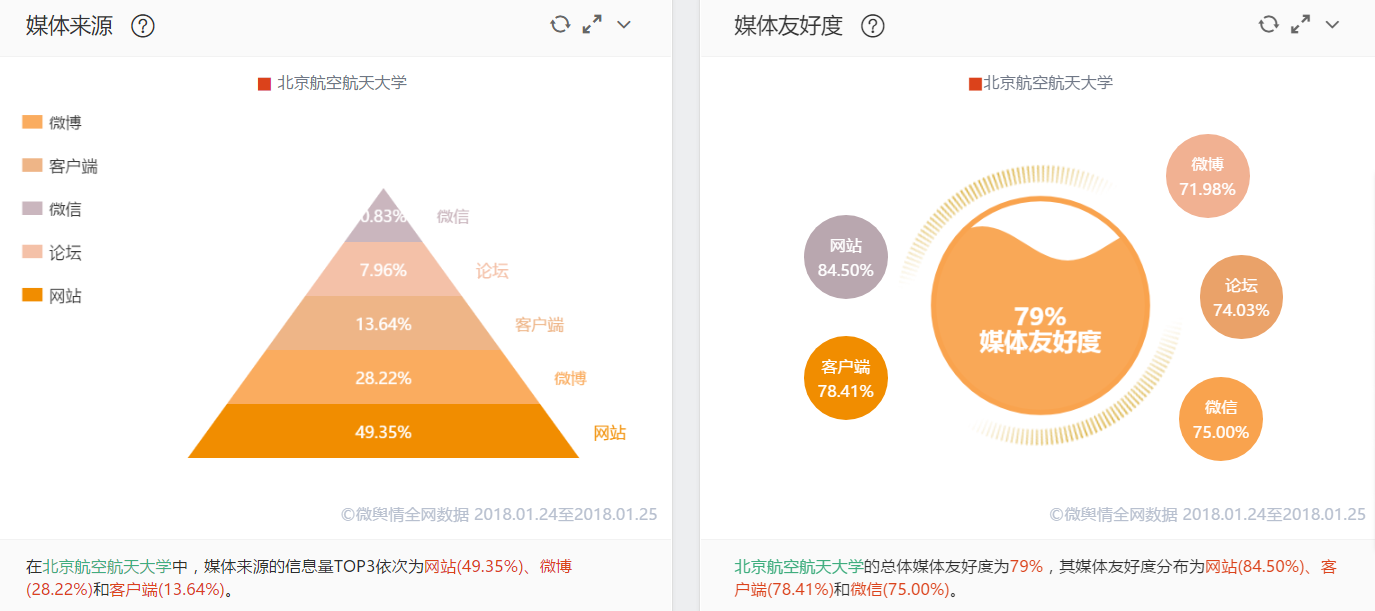 媒体来源
北京航空航天大学
微博
客户端
微信
论坛
网站
0.83% 微信
7.96% 论坛
13.64% 客户端
28.22% 微博
49.35% 网站
©微舆情全网数据 2018.01.24至2018.01.25
在北京航空航天大学中，媒体来源的信息量TOP3依次为网站(49.35%)、微博
(28.22%)和客户端(13.64%)。
媒体友好度
北京航空航天大学
微博
71.98%
网站
84.50%
论坛
74.03%
79%
媒体友好度
客户端
78.41%
微信
75.00%
©微舆情全网数据 2018.01.24至2018.01.25
北京航空航天大学的总体媒体友好度为79%，其媒体友好度分布为网站(84.50%)、客
户端(78.41%)和微信(75.00%)。